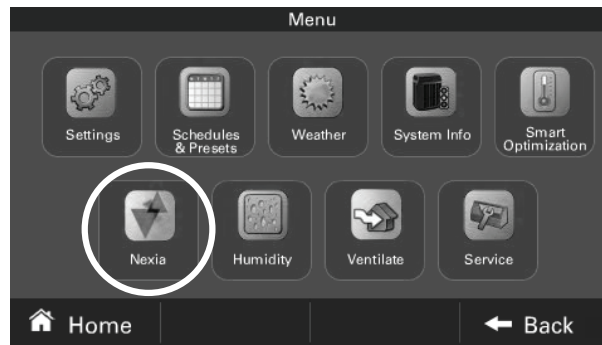 Menu
Settings
Schedules
& Presets
Weather
System Info
Smart
Optimization
Nexia
Humidity
Ventilate
Service
Home
Back